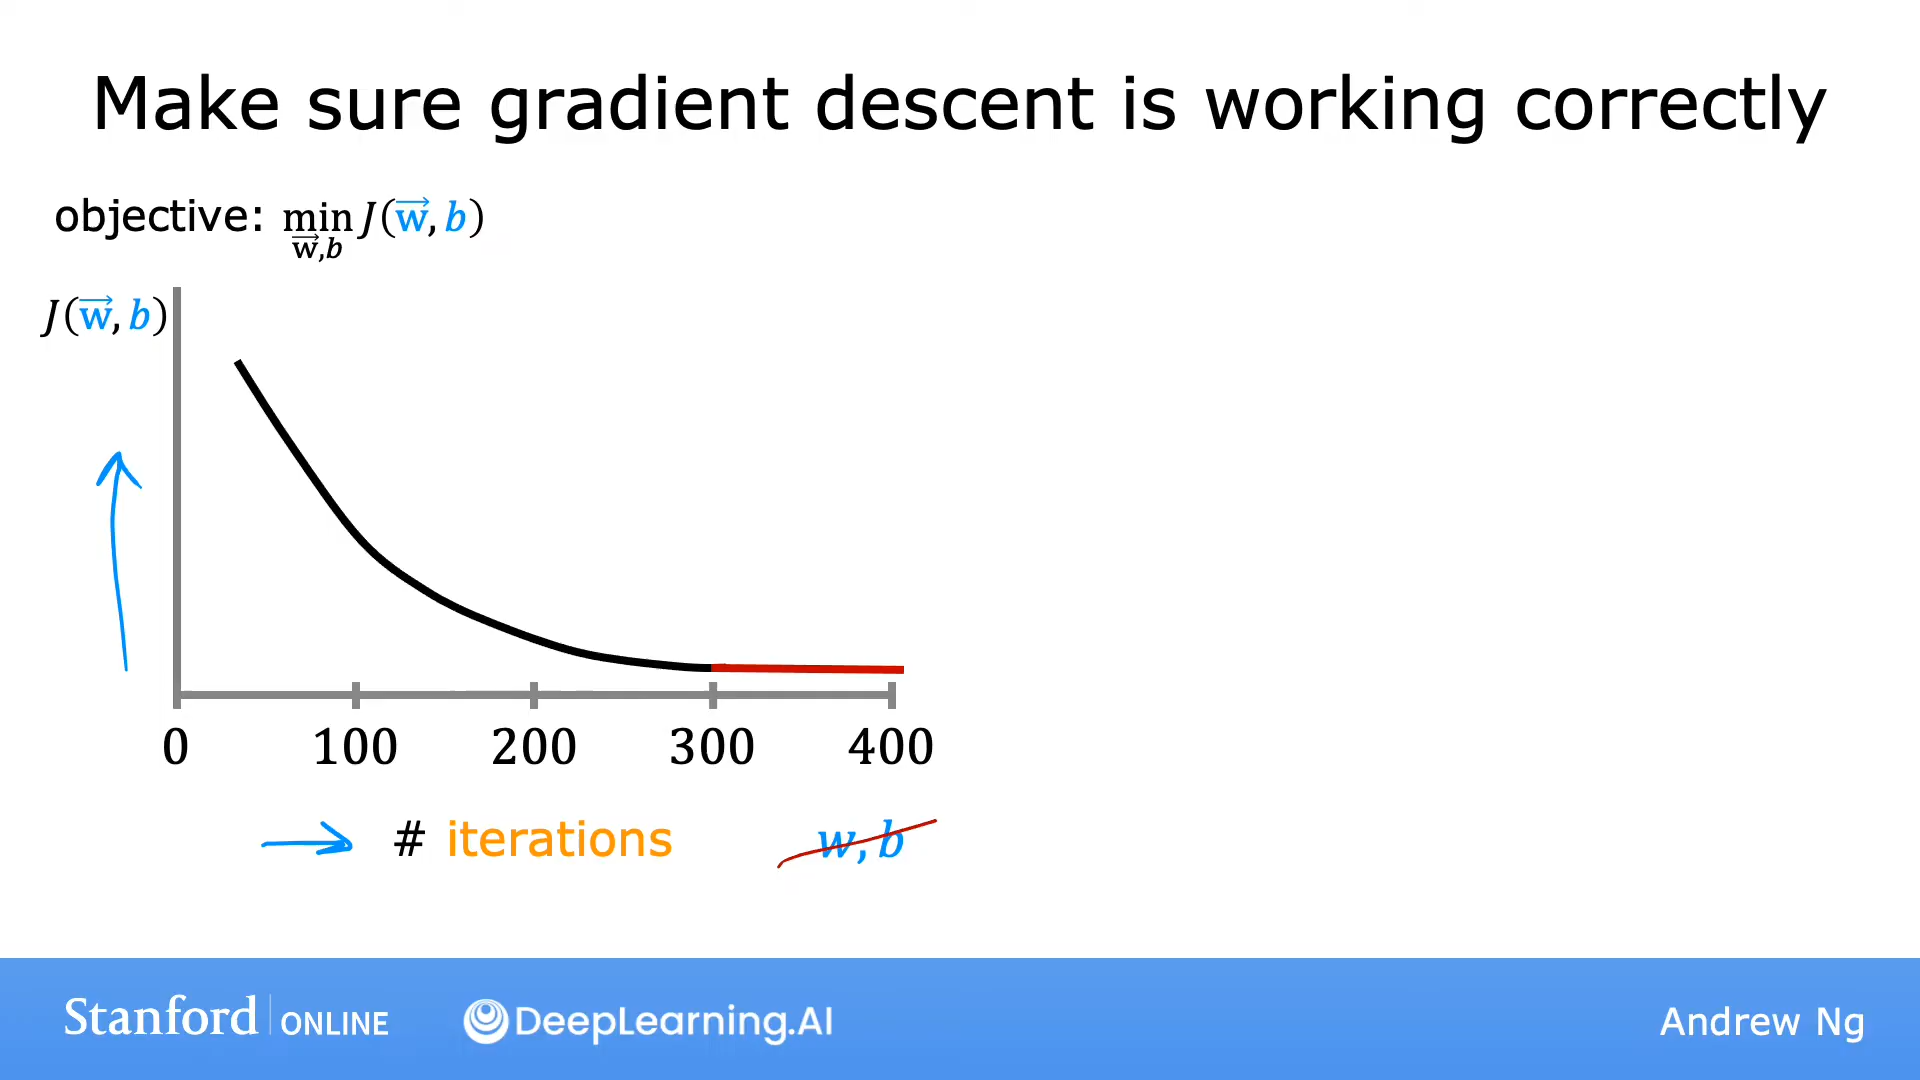 Make sure gradient descent is working correctly
objective: min J(w⃗, b)
w⃗,b
J(w⃗, b)
0 100 200 300 400
# iterations w, b
Stanford | ONLINE DeepLearning.AI Andrew Ng